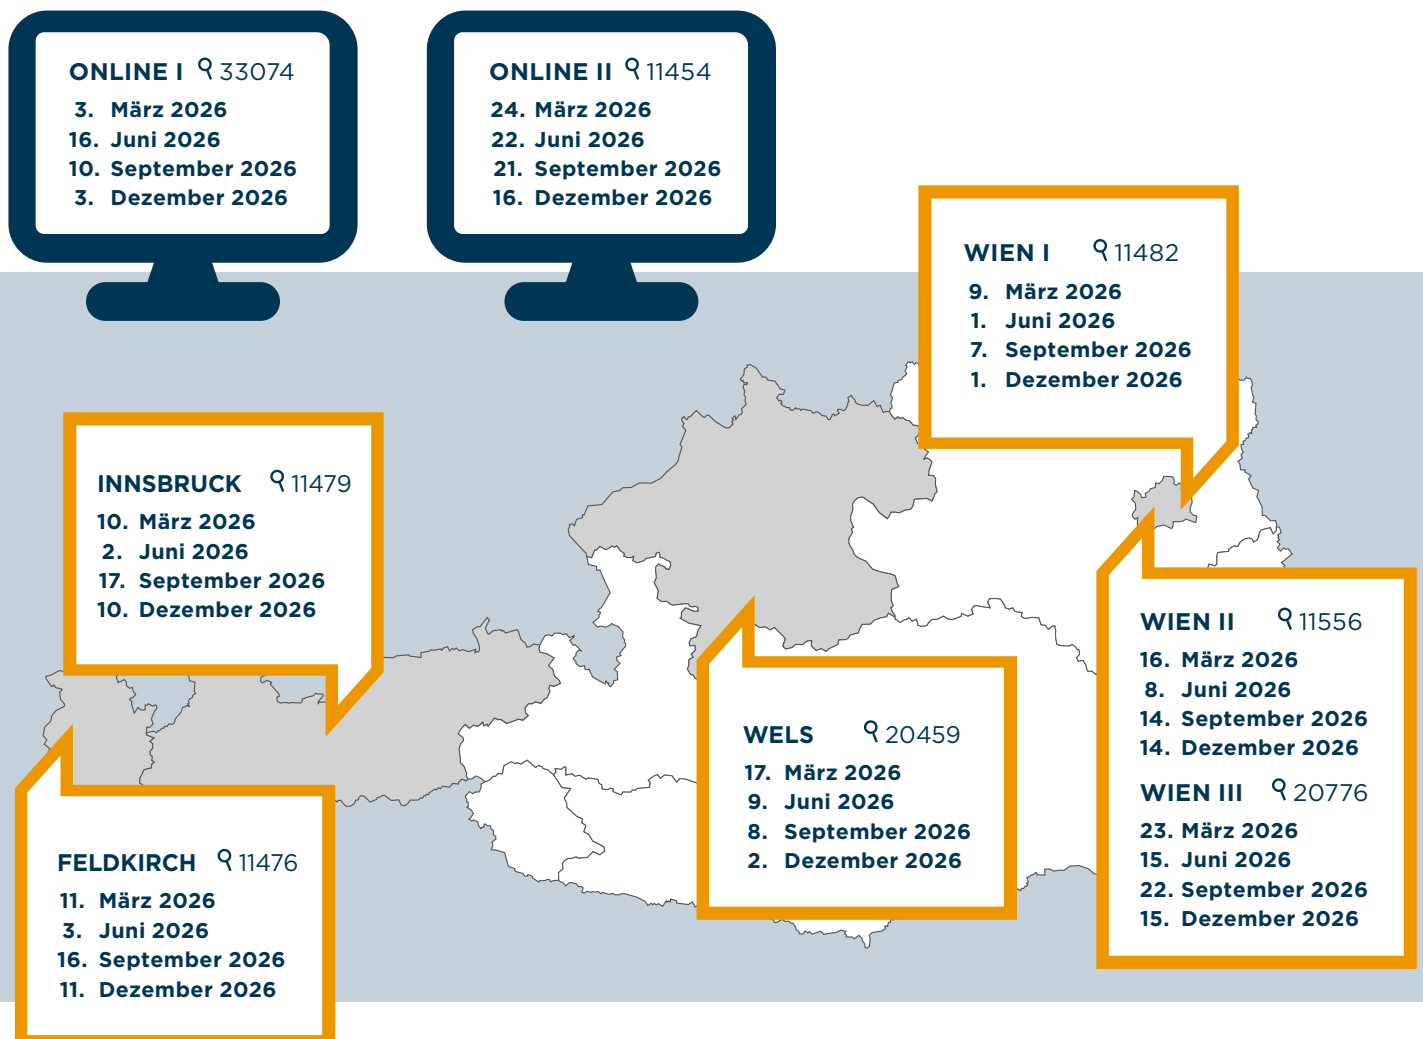 ONLINE I 33074
3. März 2026
16. Juni 2026
10. September 2026
3. Dezember 2026
ONLINE II 11454
24. März 2026
22. Juni 2026
21. September 2026
16. Dezember 2026
WIEN I 11482
9. März 2026
1. Juni 2026
7. September 2026
1. Dezember 2026
INNSBRUCK 11479
10. März 2026
2. Juni 2026
17. September 2026
10. Dezember 2026
WIEN II 11556
16. März 2026
8. Juni 2026
14. September 2026
14. Dezember 2026
WIEN III 20776
23. März 2026
15. Juni 2026
22. September 2026
15. Dezember 2026
WELS 20459
17. März 2026
9. Juni 2026
8. September 2026
2. Dezember 2026
FELDKIRCH 11476
11. März 2026
3. Juni 2026
16. September 2026
11. Dezember 2026